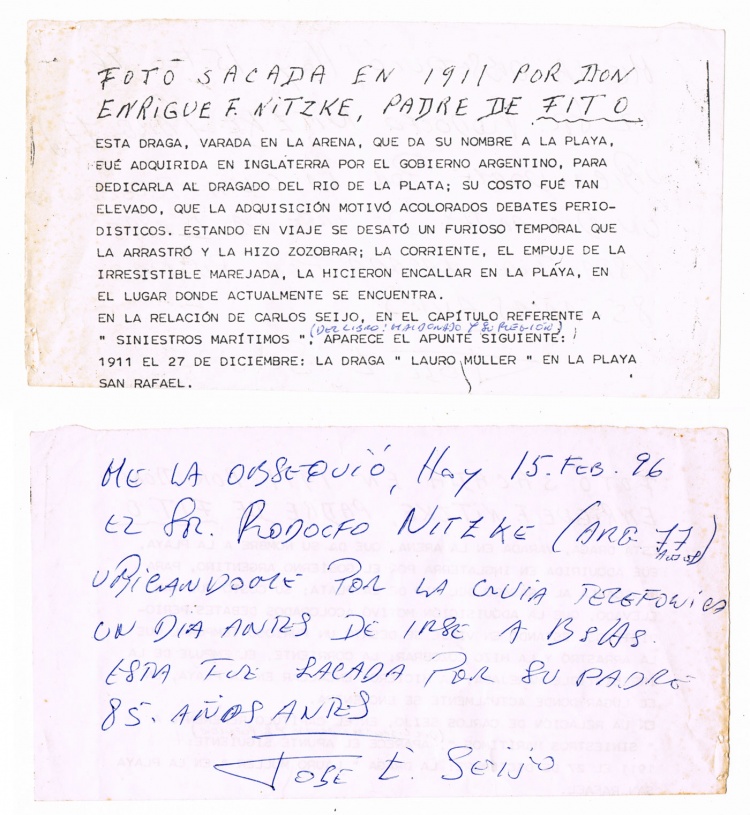 FOTO SACADA EN 1911 POR DON
ENRIQUE F. NITZKE, PADRE DE FITO
ESTA DRAGA, VARADA EN LA ARENA, QUE DA SU NOMBRE A LA PLAYA,
FUÉ ADQUIRIDA EN INGLATERRA POR EL GOBIERNO ARGENTINO, PARA
DEDICARLA AL DRAGADO DEL RIO DE LA PLATA; SU COSTO FUÉ TAN
ELEVADO, QUE LA ADQUISICIÓN MOTIVÓ ACOLORADOS DEBATES PERIO-
DISTICOS. ESTANDO EN VIAJE SE DESATÓ UN FURIOSO TEMPORAL QUE
LA ARRASTRÓ Y LA HIZO ZOZOBRAR; LA CORRIENTE, EL EMPUJE DE LA
IRRESISTIBLE MAREJADA, LA HICIERON ENCALLAR EN LA PLAYA, EN
EL LUGAR DONDE ACTUALMENTE SE ENCUENTRA.
EN LA RELACIÓN DE CARLOS SEIJO, EN EL CAPÍTULO REFERENTE A
(DEL LIBRO: MALDONADO Y SU REGIÓN)
" SINIESTROS MARÍTIMOS ". APARECE EL APUNTE SIGUIENTE:
1911 EL 27 DE DICIEMBRE: LA DRAGA " LAURO MULLER " EN LA PLAYA
SAN RAFAEL.
ME LA OBSEQUIÓ, HOY 15. FEB. 96
EL SR. RODOLFO NITZKE (ARG 77
AÑOS)
UBICANDOME POR LA GUIA TELEFONICA
UN DIA ANTES DE IRSE A BS/AS.
ESTA FUE SACADA POR SU PADRE
85. AÑOS ANTES
JOSE E. SEIJO